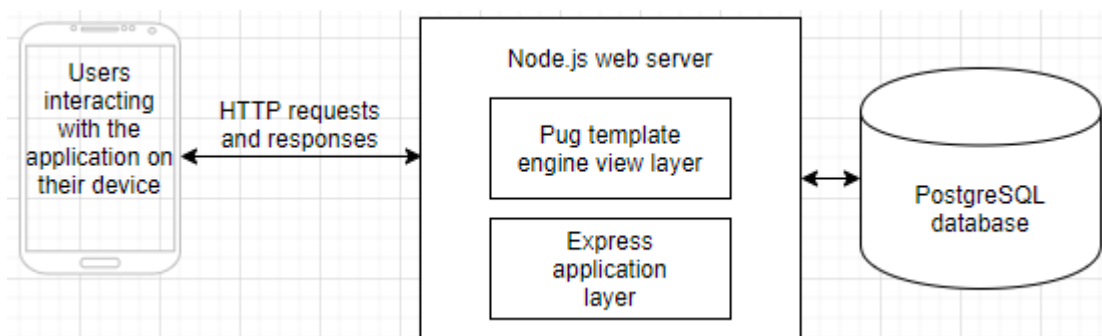 Users
interacting
with the
application on
their device
HTTP requests
and responses
Node.js web server
Pug template
engine view layer
Express
application
layer
PostgreSQL
database